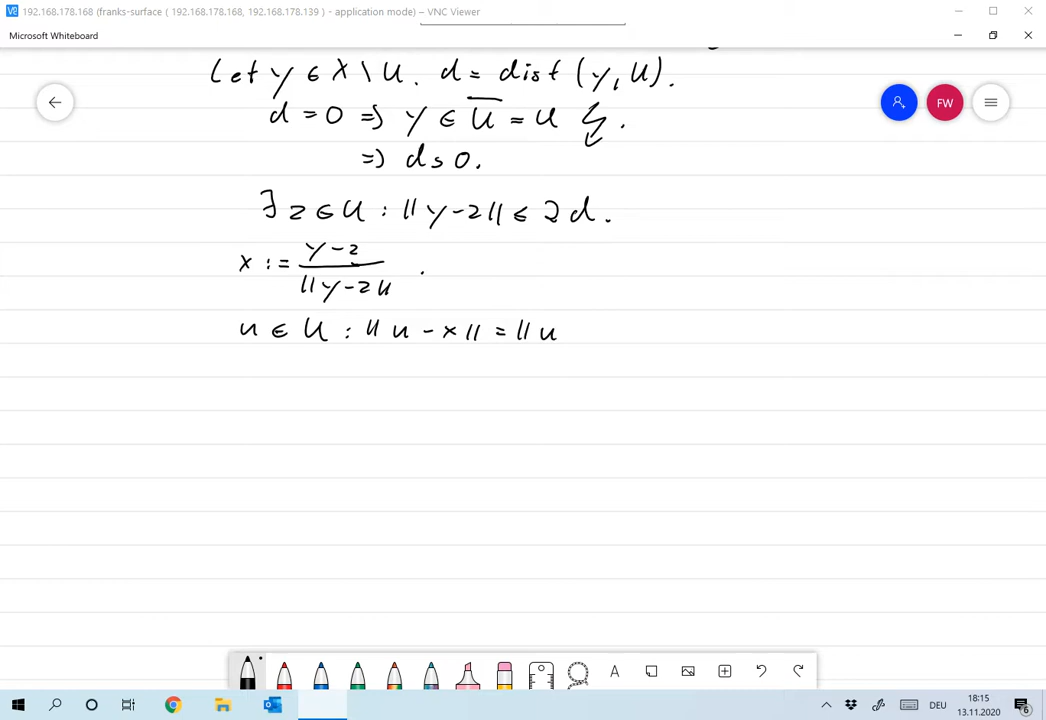 192.168.178.168 (franks-surface ( 192.168.178.168, 192.168.178.139 ) - application mode) – VNC Viewer
Microsoft Whiteboard
Let y ∈ X \ U. d = dist (y, U).
FW
d = 0 => y ∈ U̅ = U ↯.
=> d > 0.
∃ z ∈ U : ||y - z|| ≤ 2d.
x := (y - z) / ||y - z|| .
u ∈ U : ||u - x|| = ||u
A
DEU
18:15
13.11.2020
6